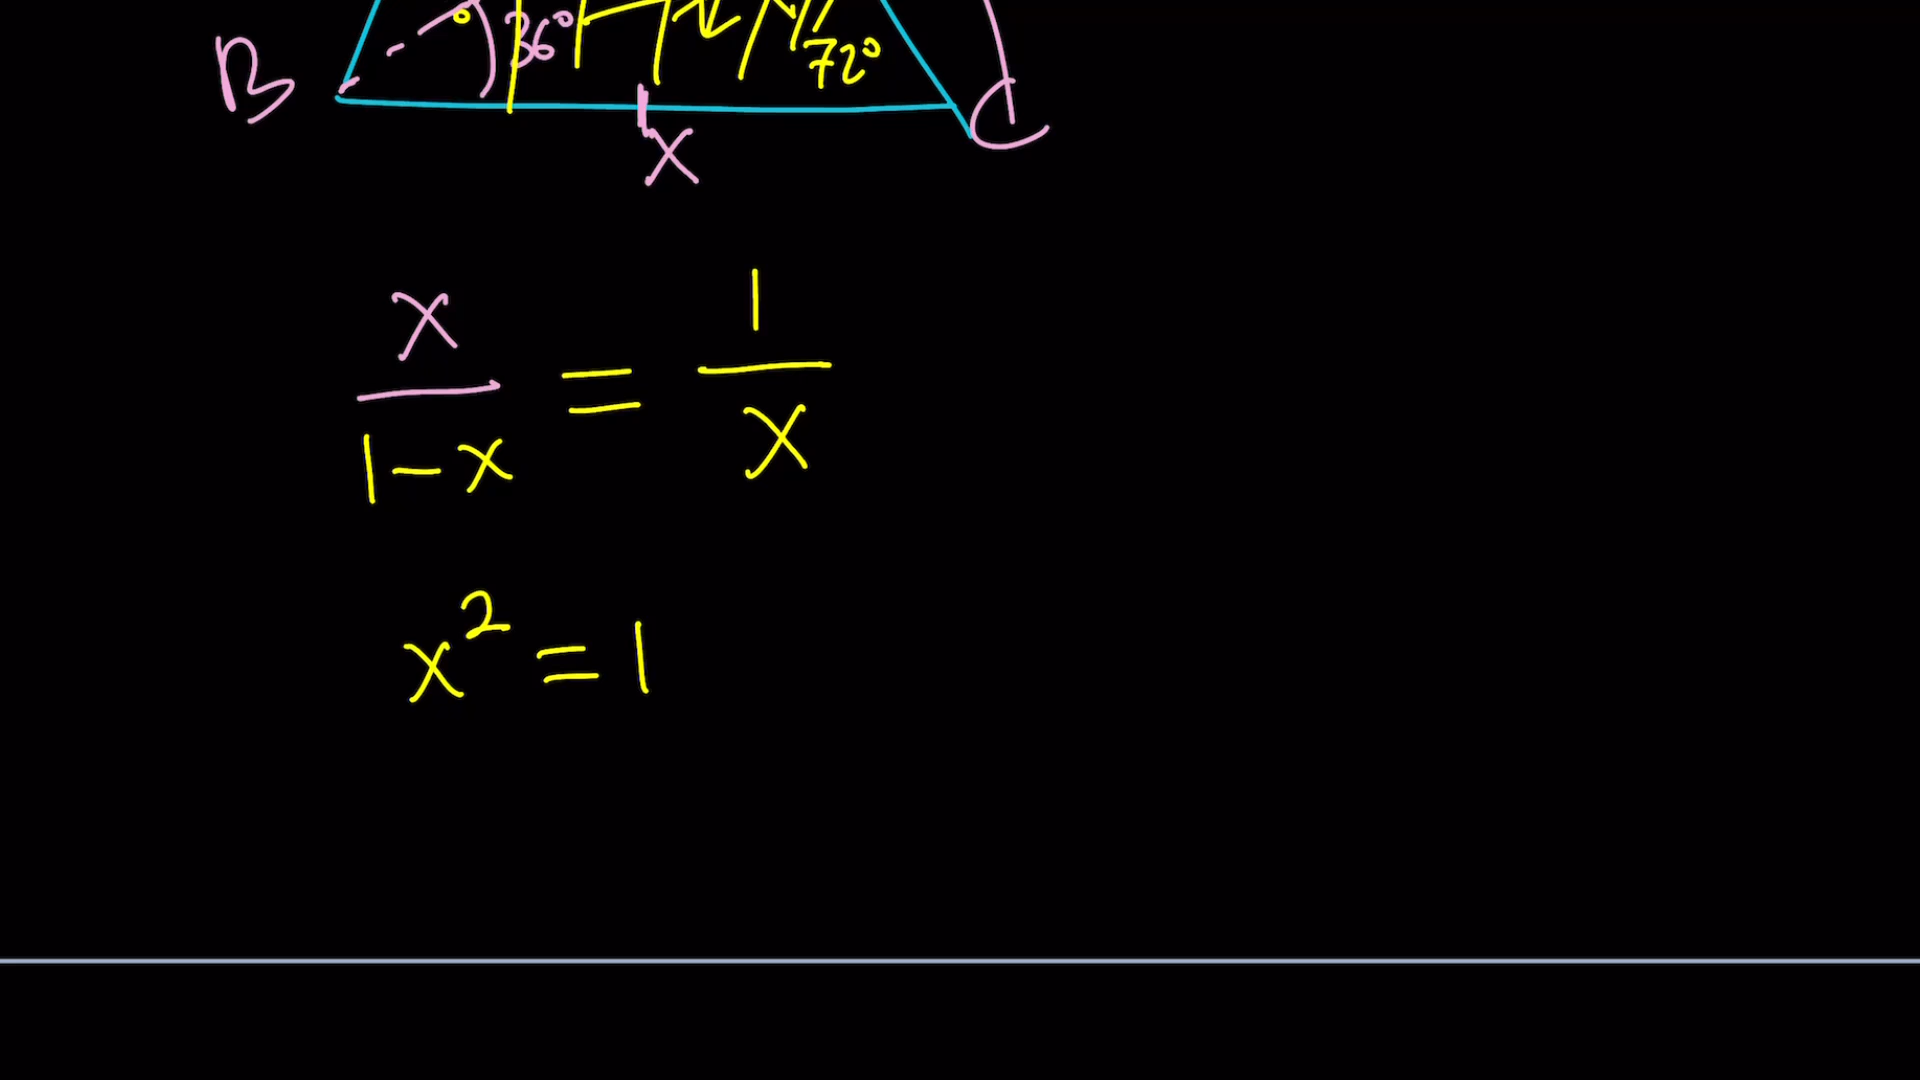 36°
72°
B
C
x
x/(1-x) = 1/x
x² = 1